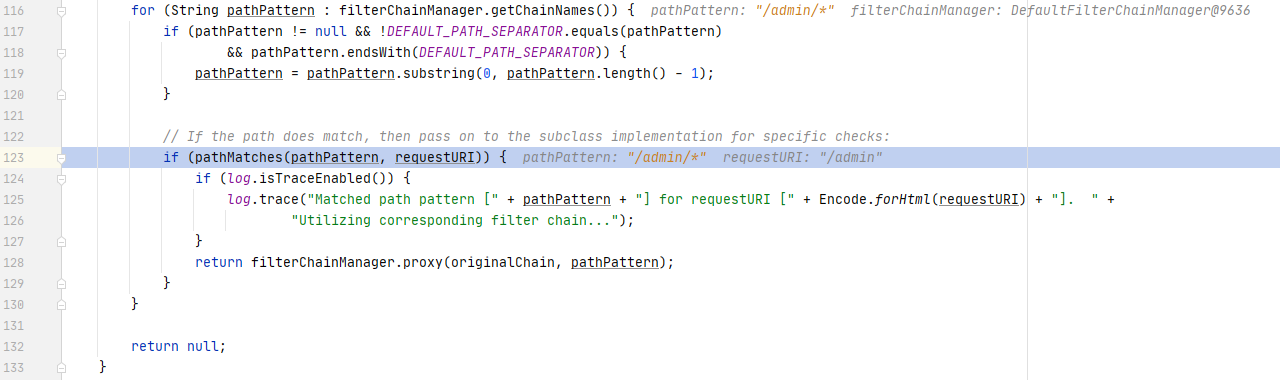 116 for (String pathPattern : filterChainManager.getChainNames()) {  pathPattern: "/admin/*"  filterChainManager: DefaultFilterChainManager@9636
117 if (pathPattern != null && !DEFAULT_PATH_SEPARATOR.equals(pathPattern)
118 && pathPattern.endsWith(DEFAULT_PATH_SEPARATOR)) {
119 pathPattern = pathPattern.substring(0, pathPattern.length() - 1);
120 }
121
122 // If the path does match, then pass on to the subclass implementation for specific checks:
123 if (pathMatches(pathPattern, requestURI)) {  pathPattern: "/admin/*"  requestURI: "/admin"
124 if (log.isTraceEnabled()) {
125 log.trace("Matched path pattern [" + pathPattern + "] for requestURI [" + Encode.forHtml(requestURI) + "].  " +
126 "Utilizing corresponding filter chain...");
127 }
128 return filterChainManager.proxy(originalChain, pathPattern);
129 }
130 }
131
132 return null;
133 }